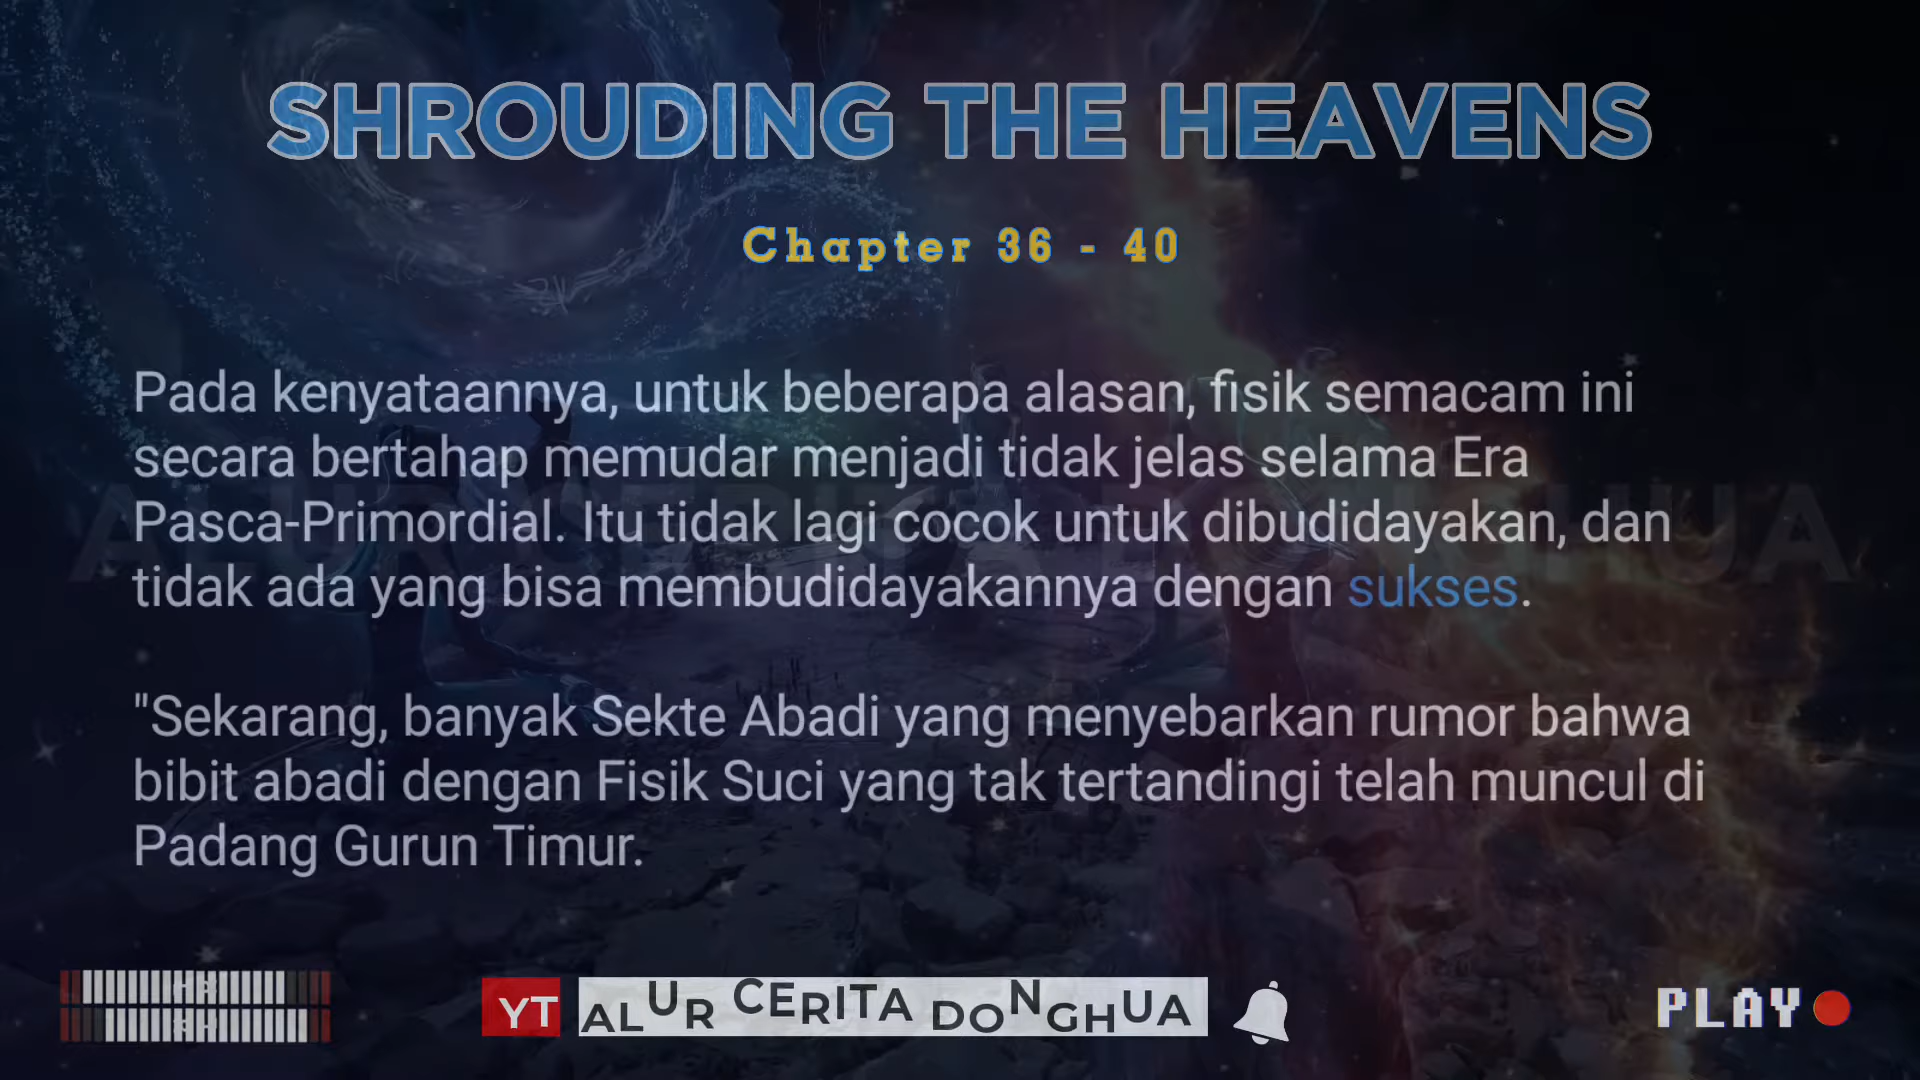 SHROUDING THE HEAVENS
Chapter 36 - 40
Pada kenyataannya, untuk beberapa alasan, fisik semacam ini
secara bertahap memudar menjadi tidak jelas selama Era
Pasca-Primordial. Itu tidak lagi cocok untuk dibudidayakan, dan
tidak ada yang bisa membudidayakannya dengan sukses.
"Sekarang, banyak Sekte Abadi yang menyebarkan rumor bahwa
bibit abadi dengan Fisik Suci yang tak tertandingi telah muncul di
Padang Gurun Timur.
YT ALUR CERITA DONGHUA
PLAY